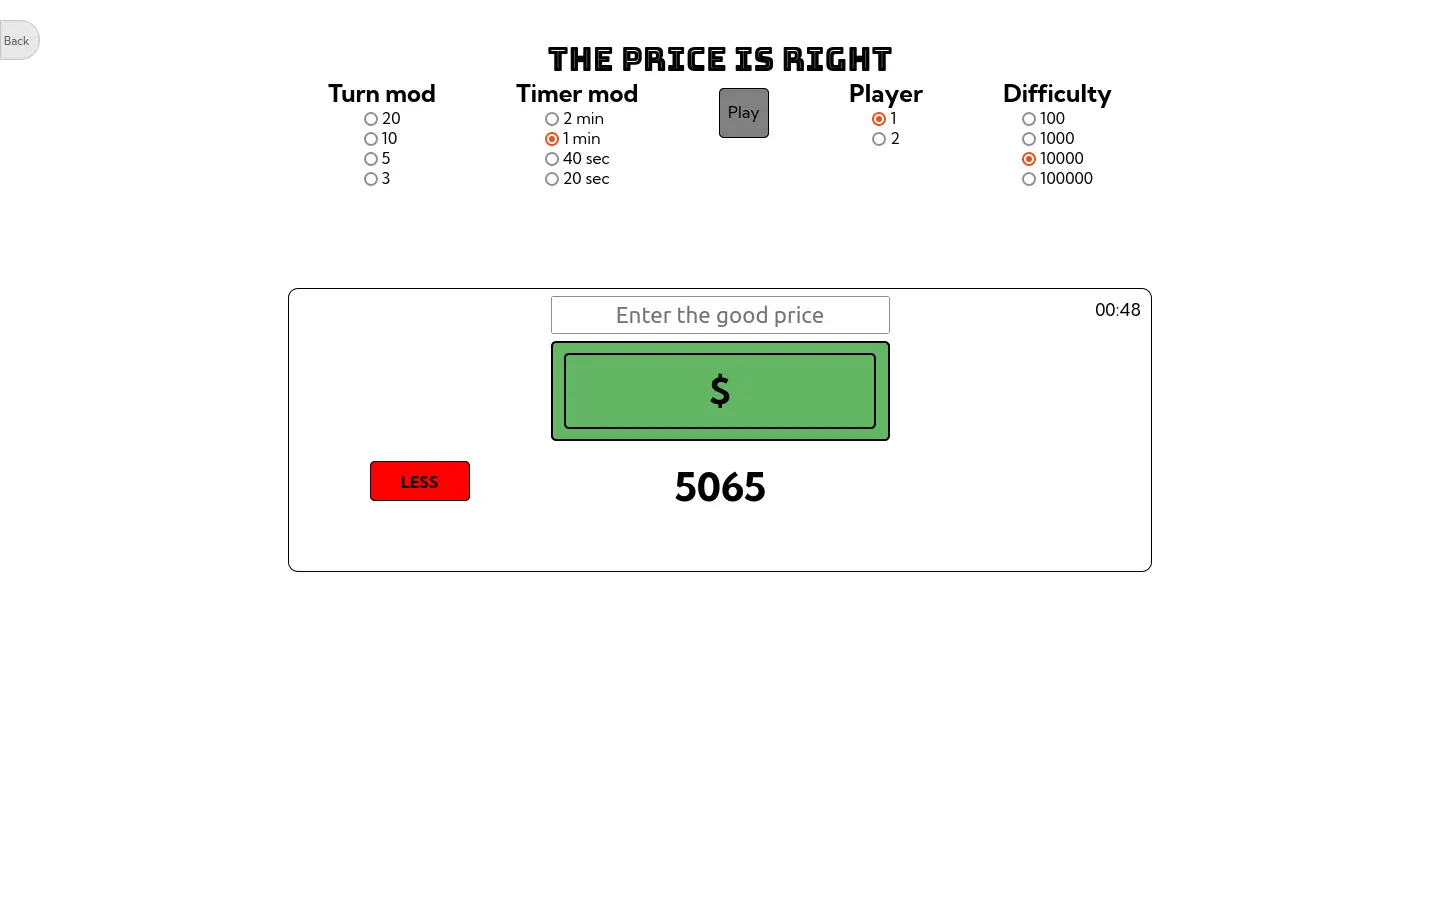 Back
THE PRICE IS RIGHT
Turn mod
20
10
5
3
Timer mod
2 min
1 min
40 sec
20 sec
Play
Player
1
2
Difficulty
100
1000
10000
100000
Enter the good price
00:48
$
LESS
5065